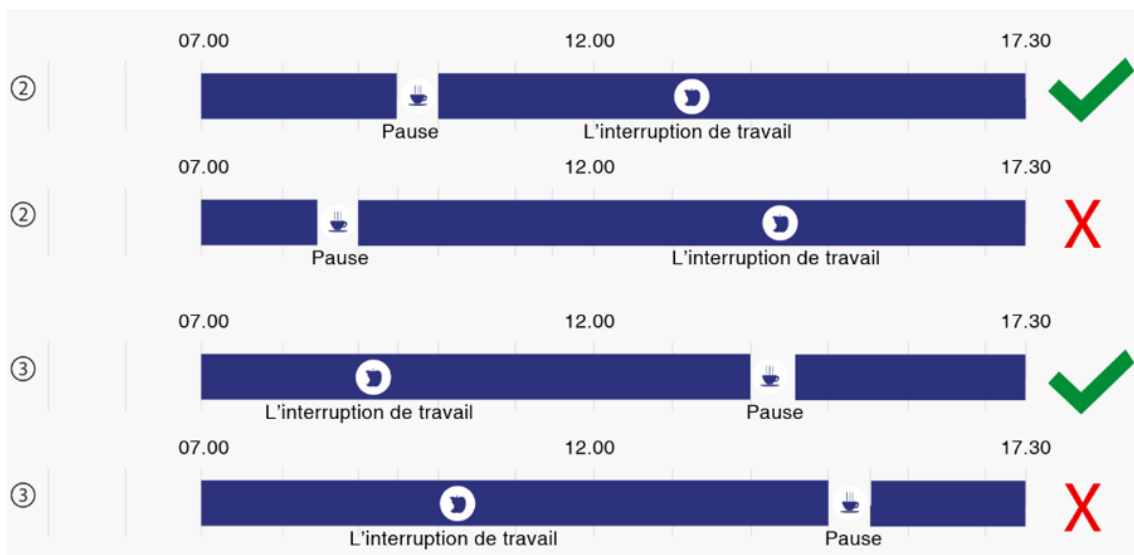 07.00 12.00 17.30
②
Pause L'interruption de travail
07.00 12.00 17.30
② X
Pause L'interruption de travail
07.00 12.00 17.30
③
L'interruption de travail Pause
07.00 12.00 17.30
③ X
L'interruption de travail Pause